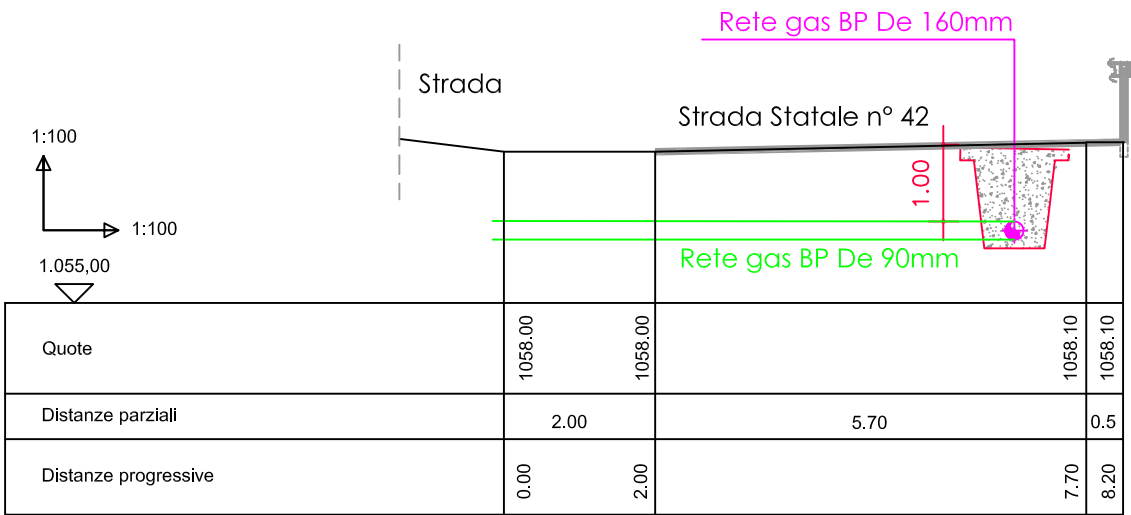 Rete gas BP De 160mm
Strada
Strada Statale n° 42
1:100
1.00
1:100
Rete gas BP De 90mm
1.055,00
Quote
1058.00
1058.00
1058.10
1058.10
Distanze parziali
2.00
5.70
0.5
Distanze progressive
0.00
2.00
7.70
8.20